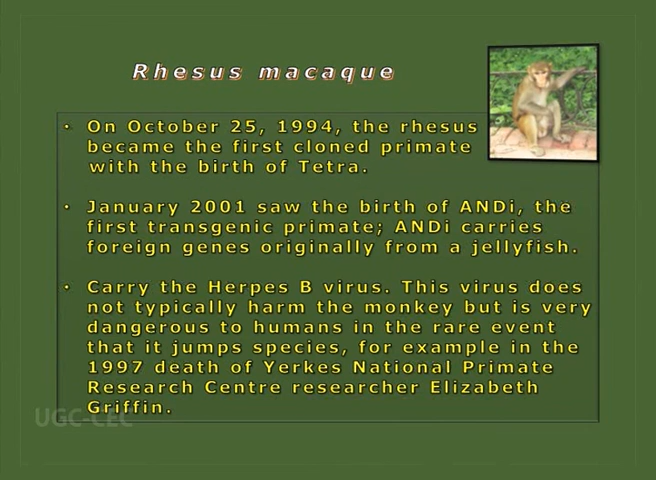 Rhesus macaque
• On October 25, 1994, the rhesus
became the first cloned primate
with the birth of Tetra.
• January 2001 saw the birth of ANDi, the
first transgenic primate; ANDi carries
foreign genes originally from a jellyfish.
• Carry the Herpes B virus. This virus does
not typically harm the monkey but is very
dangerous to humans in the rare event
that it jumps species, for example in the
1997 death of Yerkes National Primate
Research Centre researcher Elizabeth
Griffin.
UGC-CEC